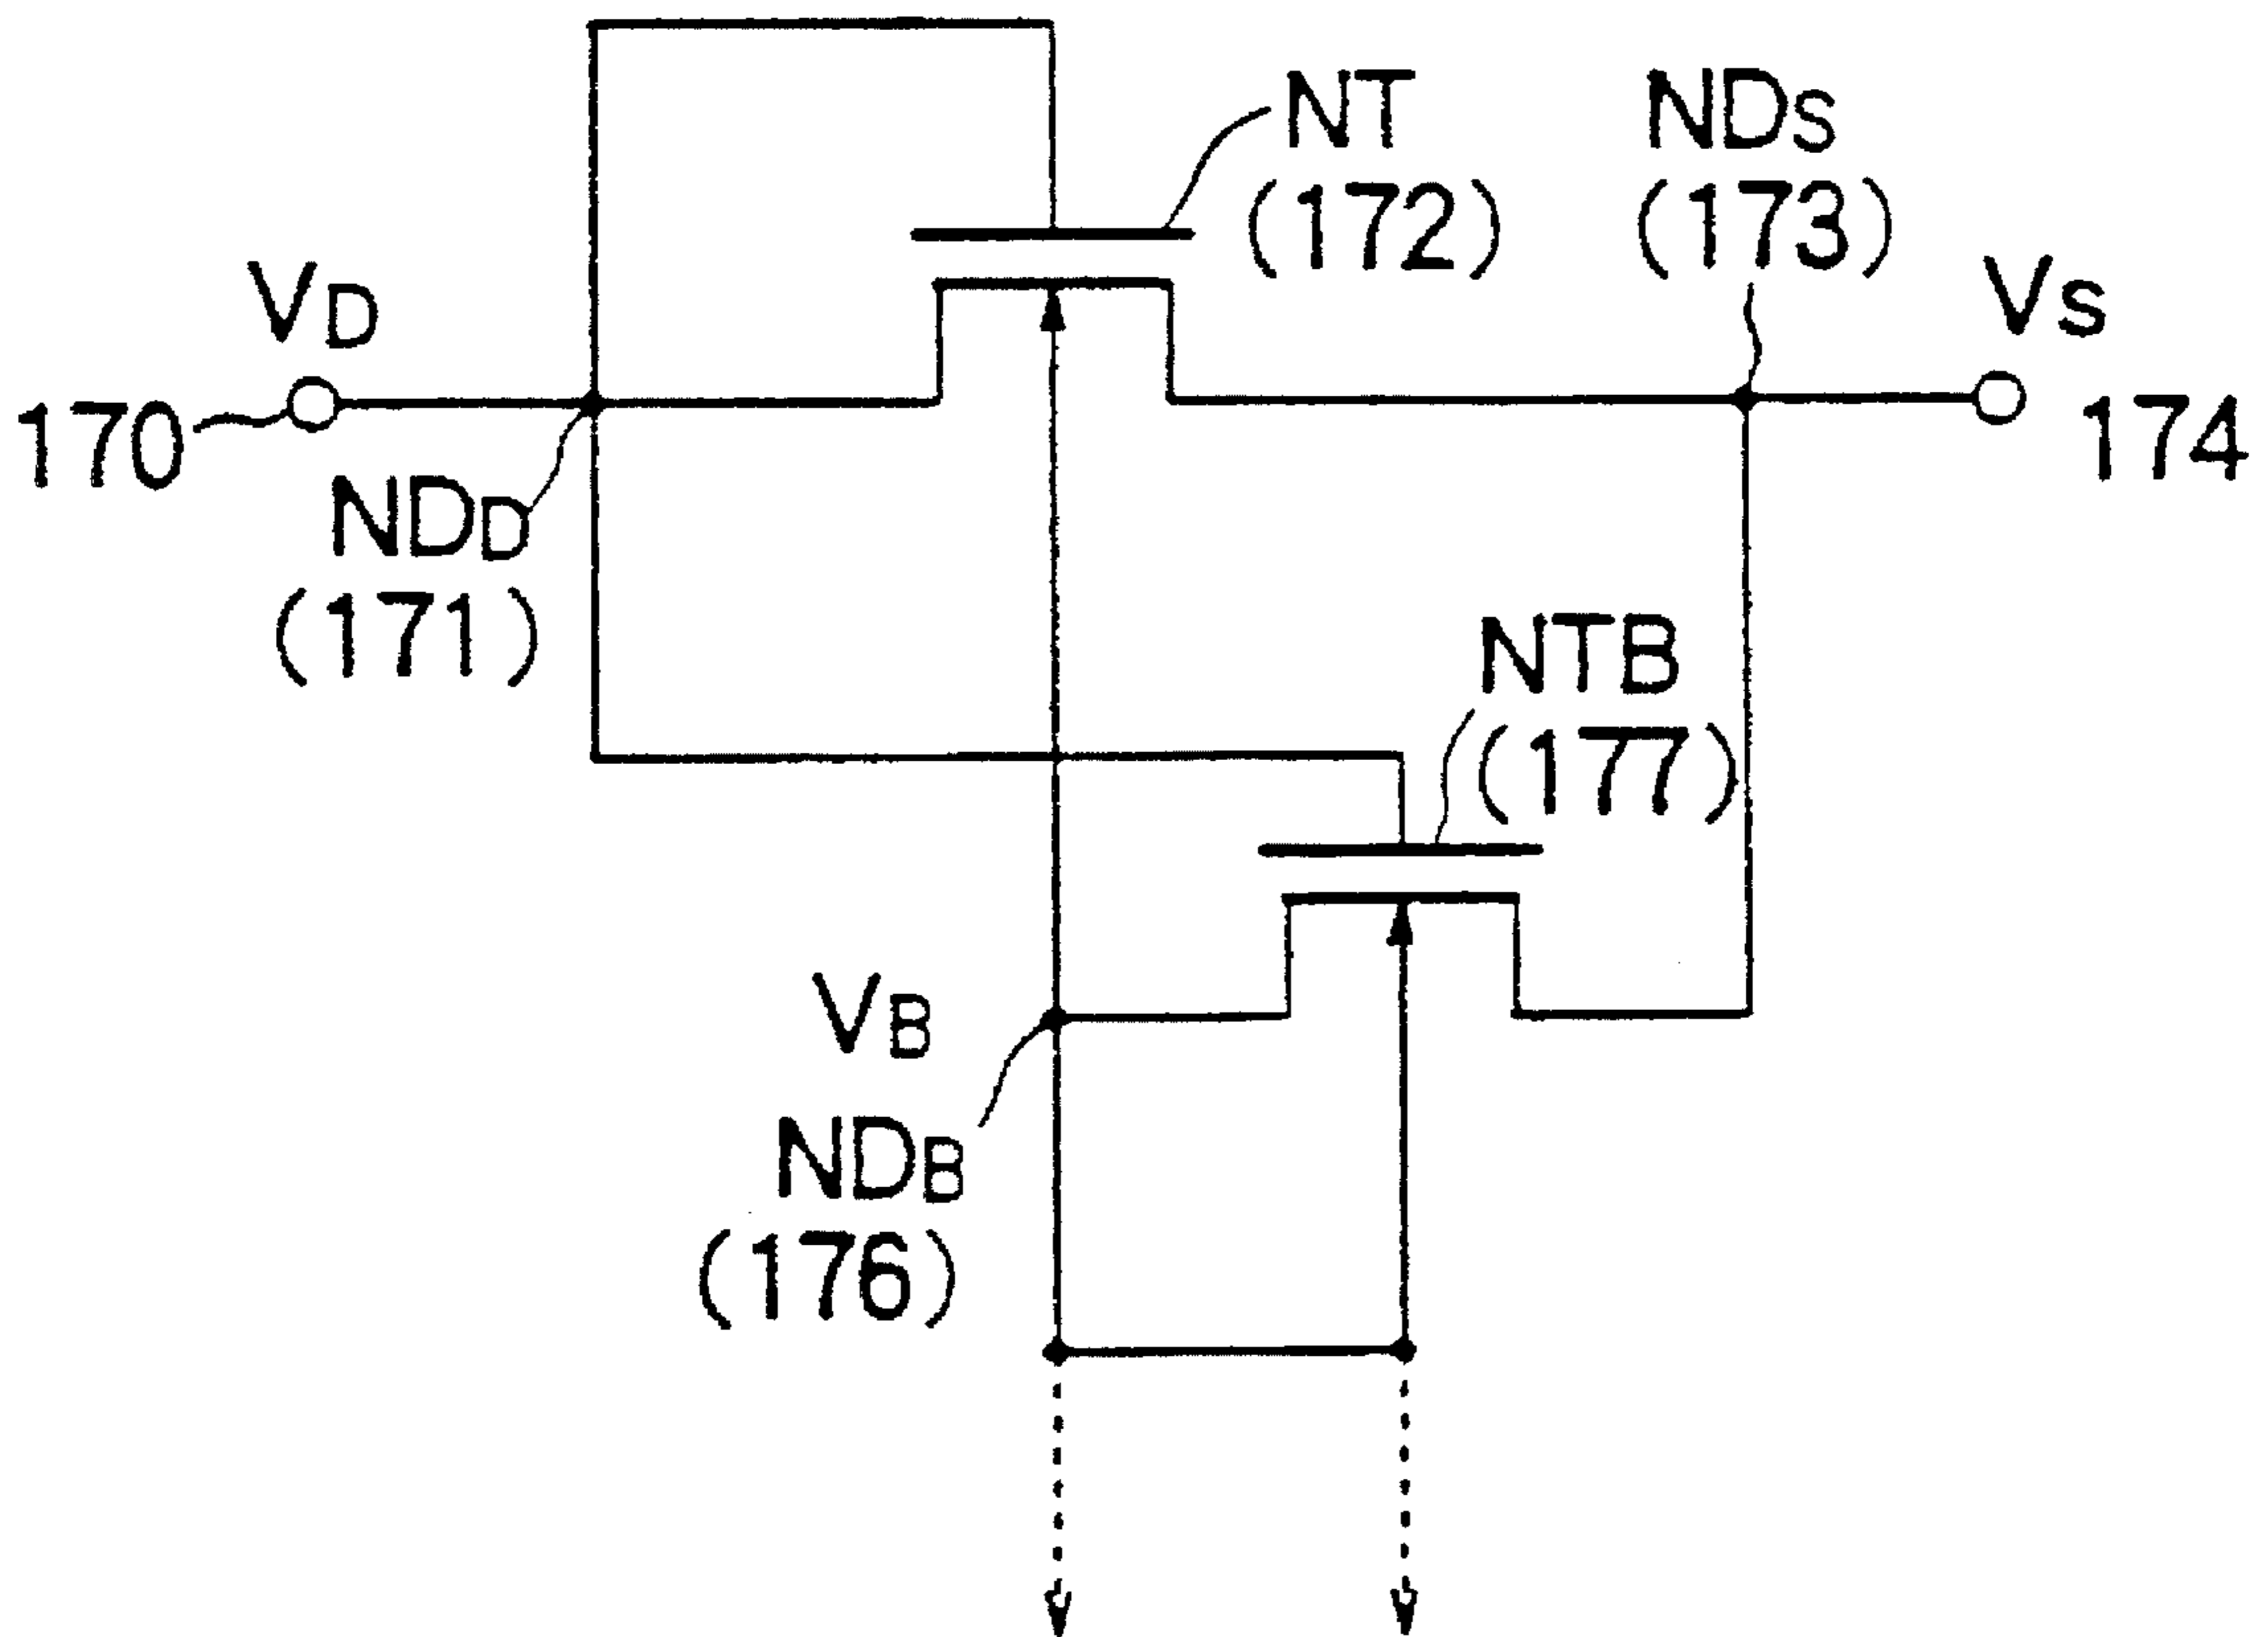 NT
(172)
NDS
(173)
VD
VS
170
174
NDD
(171)
NTB
(177)
VB
NDB
(176)